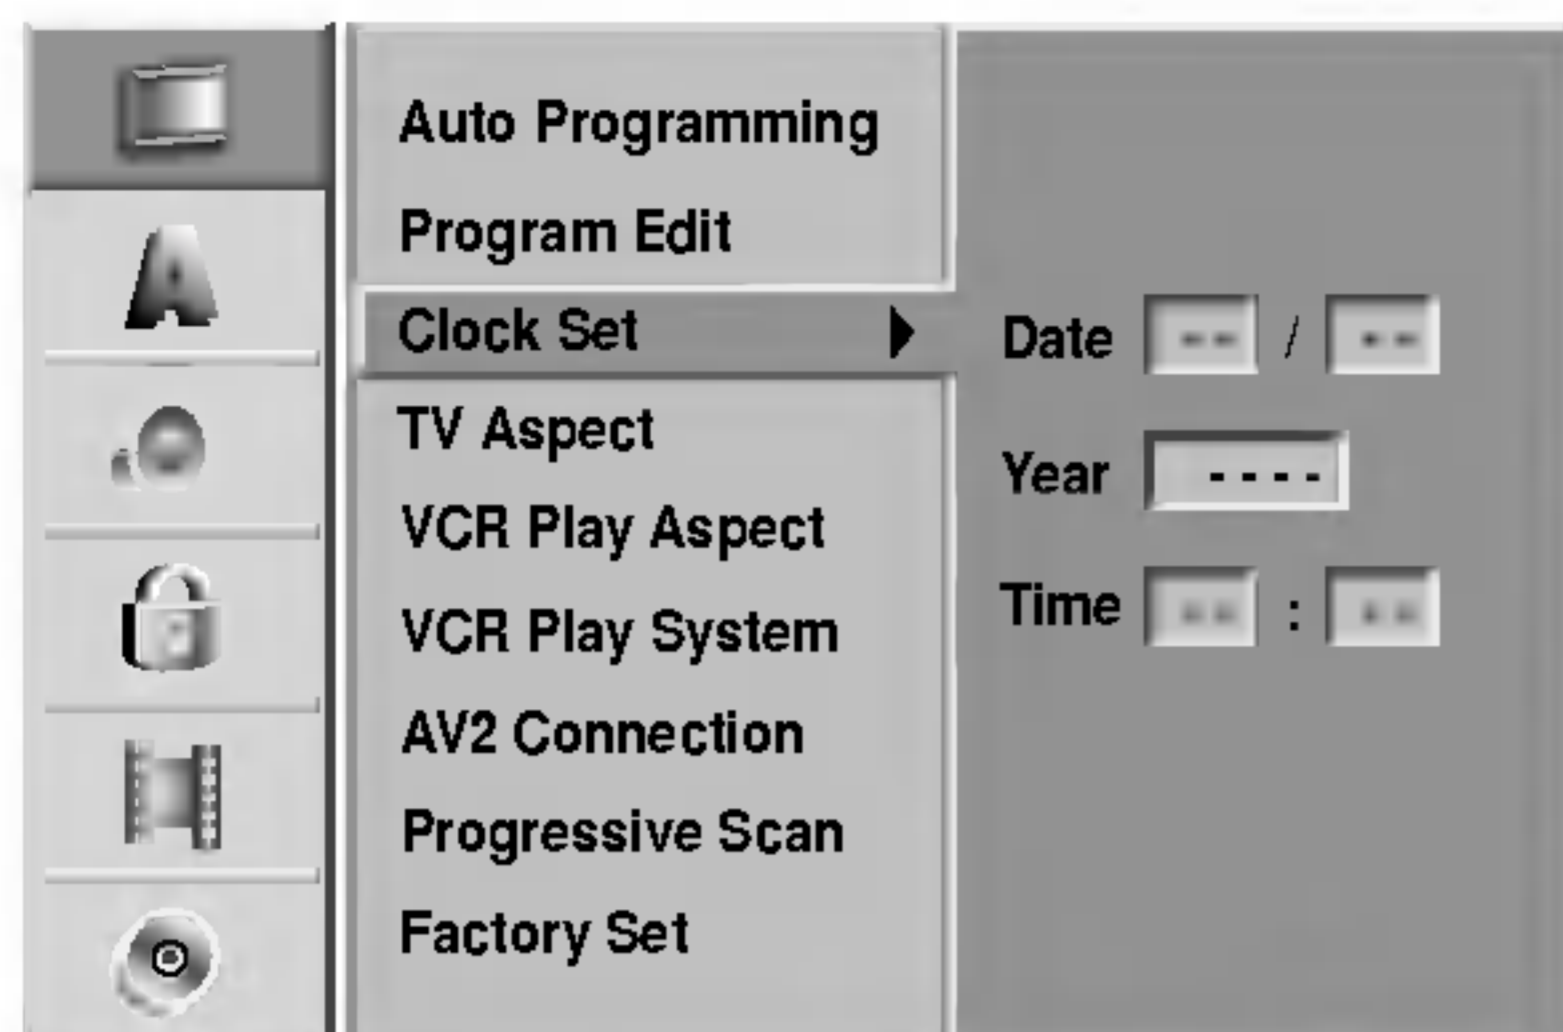 Auto Programming
Program Edit
Clock Set
TV Aspect
VCR Play Aspect
VCR Play System
AV2 Connection
Progressive Scan
Factory Set
Date -- / --
Year ----
Time -- : --